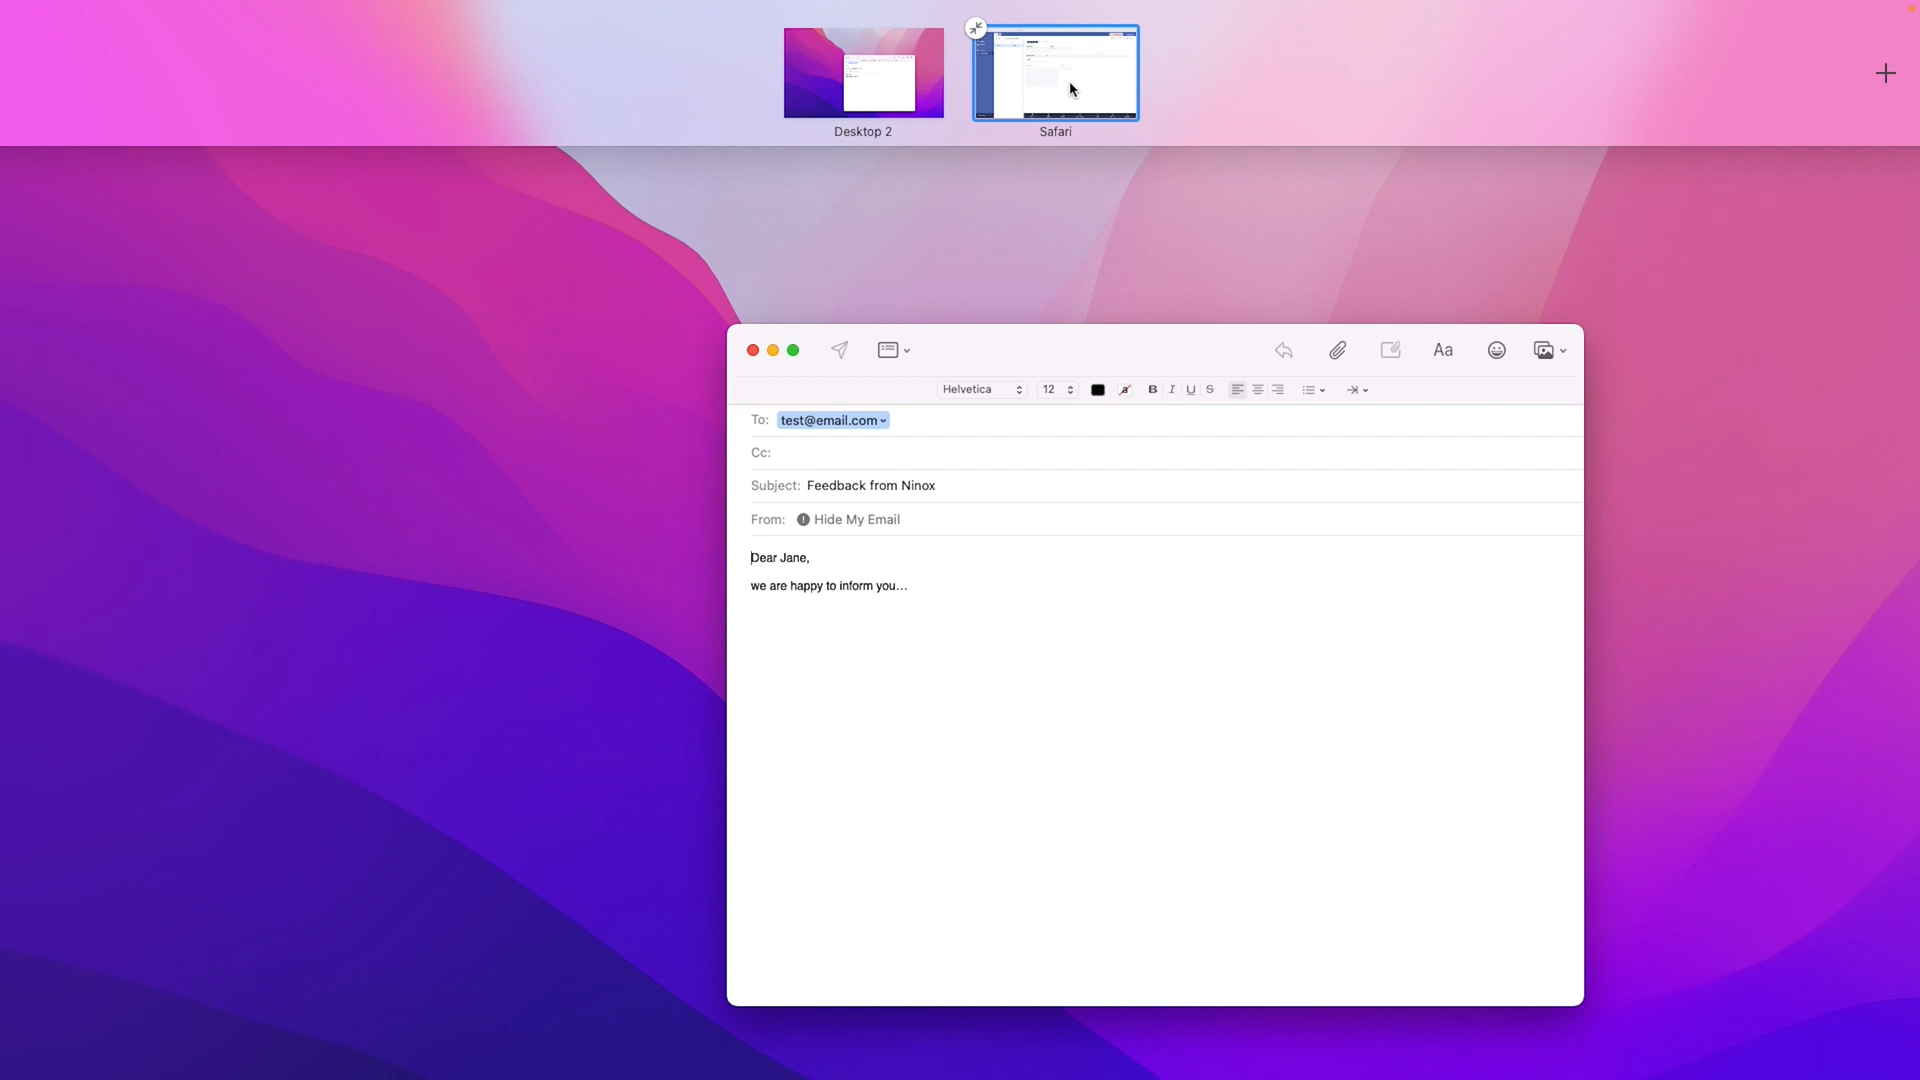 Desktop 2
Safari
Aa
Helvetica
12
a B I U S
To: test@email.com
Cc:
Subject: Feedback from Ninox
From: ! Hide My Email
Dear Jane,
we are happy to inform you…